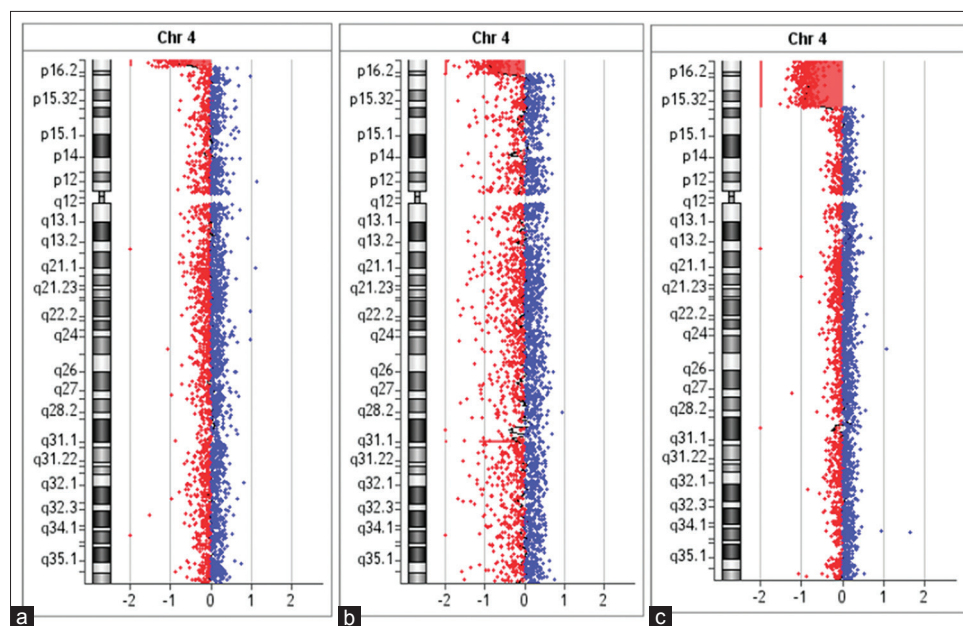 Chr 4
p16.2
p15.32
p15.1
p14
p12
q12
q13.1
q13.2
q21.1
q21.23
q22.2
q24
q26
q27
q28.2
q31.1
q31.22
q32.1
q32.3
q34.1
q35.1
-2 -1 0 1 2
a
Chr 4
p16.2
p15.32
p15.1
p14
p12
q12
q13.1
q13.2
q21.1
q21.23
q22.2
q24
q26
q27
q28.2
q31.1
q31.22
q32.1
q32.3
q34.1
q35.1
-2 -1 0 1 2
b
Chr 4
p16.2
p15.32
p15.1
p14
p12
q12
q13.1
q13.2
q21.1
q21.23
q22.2
q24
q26
q27
q28.2
q31.1
q31.22
q32.1
q32.3
q34.1
q35.1
-2 -1 0 1 2
c